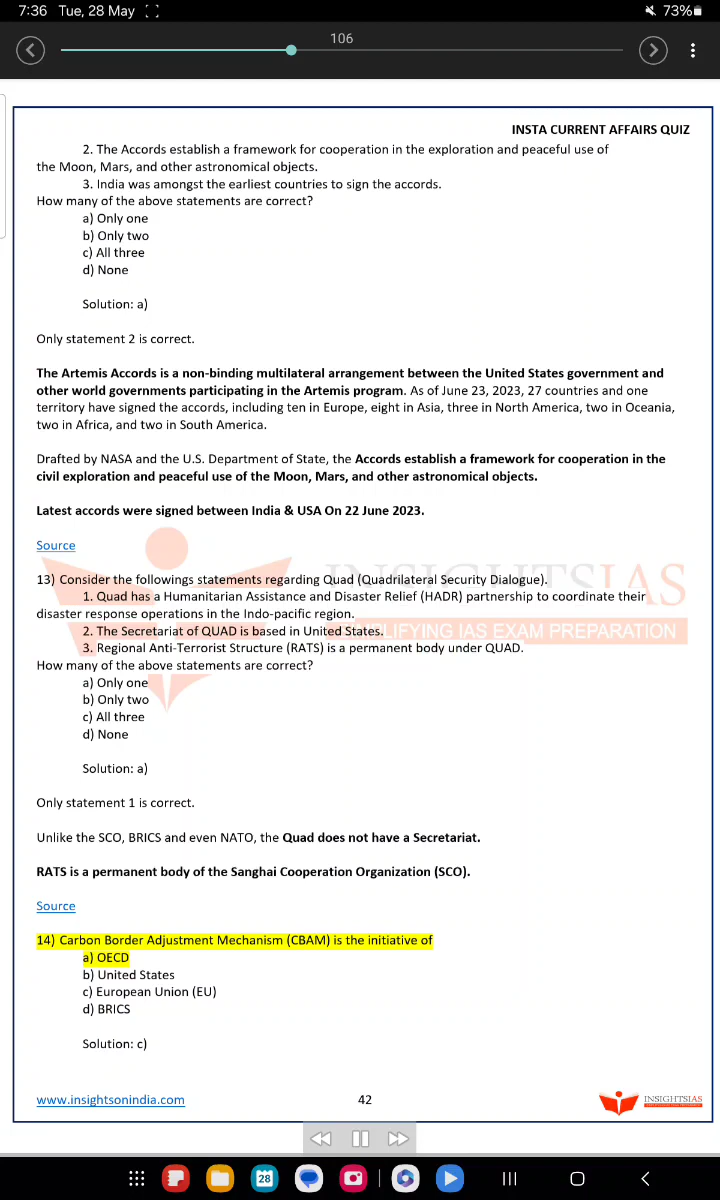 7:36 Tue, 28 May
73%
106
INSTA CURRENT AFFAIRS QUIZ
2. The Accords establish a framework for cooperation in the exploration and peaceful use of
the Moon, Mars, and other astronomical objects.
3. India was amongst the earliest countries to sign the accords.
How many of the above statements are correct?
a) Only one
b) Only two
c) All three
d) None
Solution: a)
Only statement 2 is correct.
The Artemis Accords is a non-binding multilateral arrangement between the United States government and
other world governments participating in the Artemis program. As of June 23, 2023, 27 countries and one
territory have signed the accords, including ten in Europe, eight in Asia, three in North America, two in Oceania,
two in Africa, and two in South America.
Drafted by NASA and the U.S. Department of State, the Accords establish a framework for cooperation in the
civil exploration and peaceful use of the Moon, Mars, and other astronomical objects.
Latest accords were signed between India & USA On 22 June 2023.
Source
INSIGHTSIAS
SIMPLIFYING IAS EXAM PREPARATION
13) Consider the followings statements regarding Quad (Quadrilateral Security Dialogue).
1. Quad has a Humanitarian Assistance and Disaster Relief (HADR) partnership to coordinate their
disaster response operations in the Indo-pacific region.
2. The Secretariat of QUAD is based in United States.
3. Regional Anti-Terrorist Structure (RATS) is a permanent body under QUAD.
How many of the above statements are correct?
a) Only one
b) Only two
c) All three
d) None
Solution: a)
Only statement 1 is correct.
Unlike the SCO, BRICS and even NATO, the Quad does not have a Secretariat.
RATS is a permanent body of the Sanghai Cooperation Organization (SCO).
Source
14) Carbon Border Adjustment Mechanism (CBAM) is the initiative of
a) OECD
b) United States
c) European Union (EU)
d) BRICS
Solution: c)
www.insightsonindia.com
42
INSIGHTSIAS
28